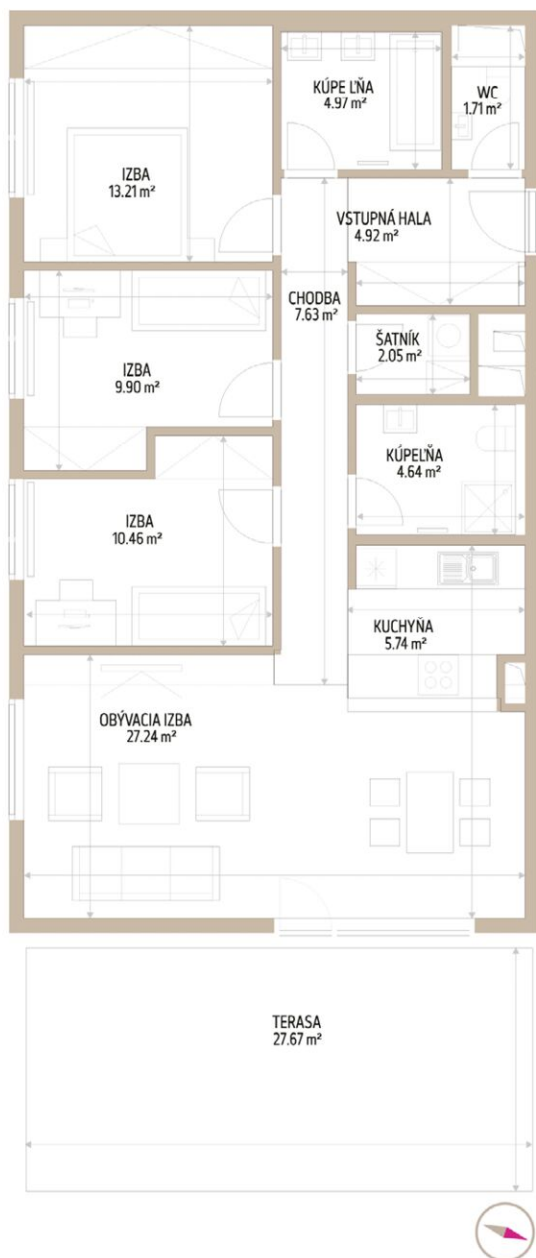 KÚPE ĽŇA
4.97 m²
WC
1.71 m²
IZBA
13.21 m²
VSTUPNÁ HALA
4.92 m²
CHODBA
7.63 m²
ŠATNÍK
2.05 m²
IZBA
9.90 m²
KÚPEĽŇA
4.64 m²
IZBA
10.46 m²
KUCHYŇA
5.74 m²
OBÝVACIA IZBA
27.24 m²
TERASA
27.67 m²